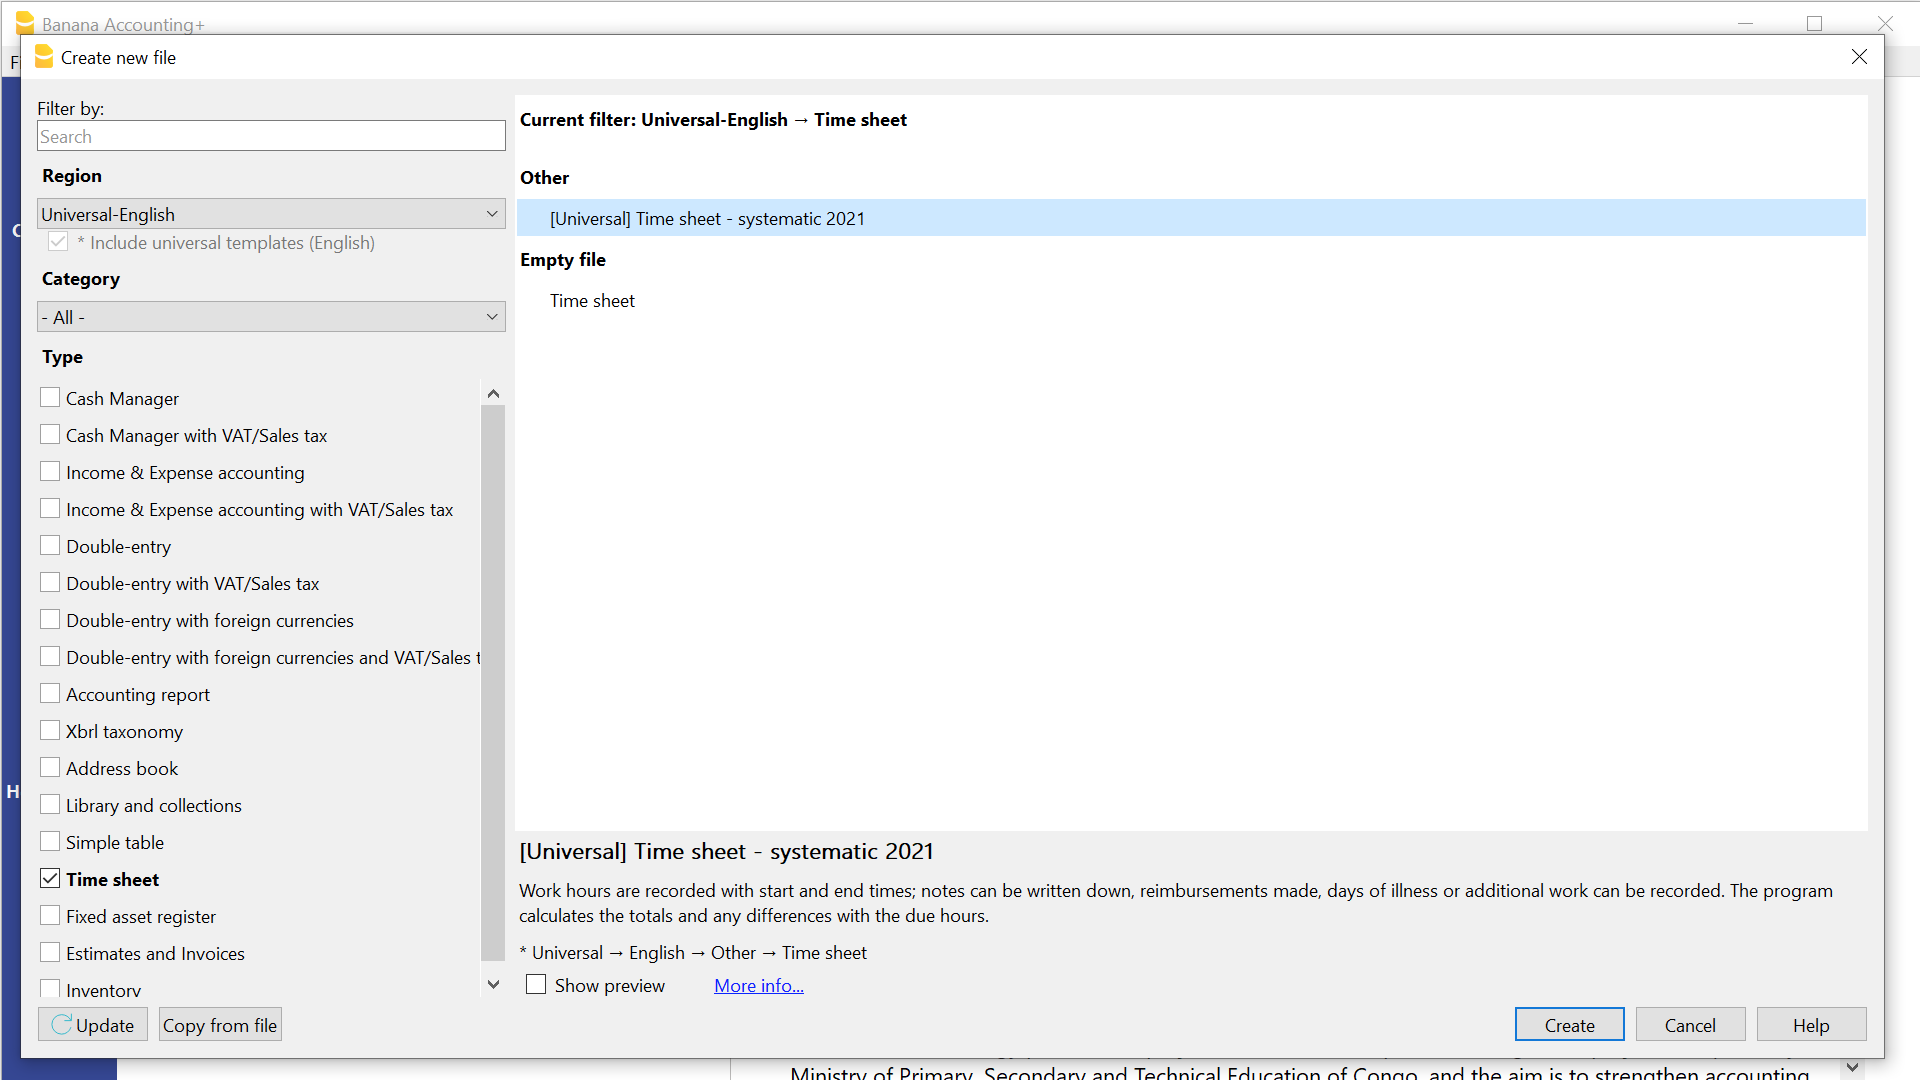 Banana Accounting+
Create new file
Filter by:
Search
Region
Universal-English
* Include universal templates (English)
Category
- All -
Type
Cash Manager
Cash Manager with VAT/Sales tax
Income & Expense accounting
Income & Expense accounting with VAT/Sales tax
Double-entry
Double-entry with VAT/Sales tax
Double-entry with foreign currencies
Double-entry with foreign currencies and VAT/Sales t
Accounting report
Xbrl taxonomy
Address book
Library and collections
Simple table
Time sheet
Fixed asset register
Estimates and Invoices
Inventory
Update
Copy from file
Current filter: Universal-English → Time sheet
Other
[Universal] Time sheet - systematic 2021
Empty file
Time sheet
[Universal] Time sheet - systematic 2021
Work hours are recorded with start and end times; notes can be written down, reimbursements made, days of illness or additional work can be recorded. The program
calculates the totals and any differences with the due hours.
* Universal → English → Other → Time sheet
Show preview
More info...
Create
Cancel
Help
Ministry of Primary, Secondary and Technical Education of Congo, and the aim is to strengthen accounting